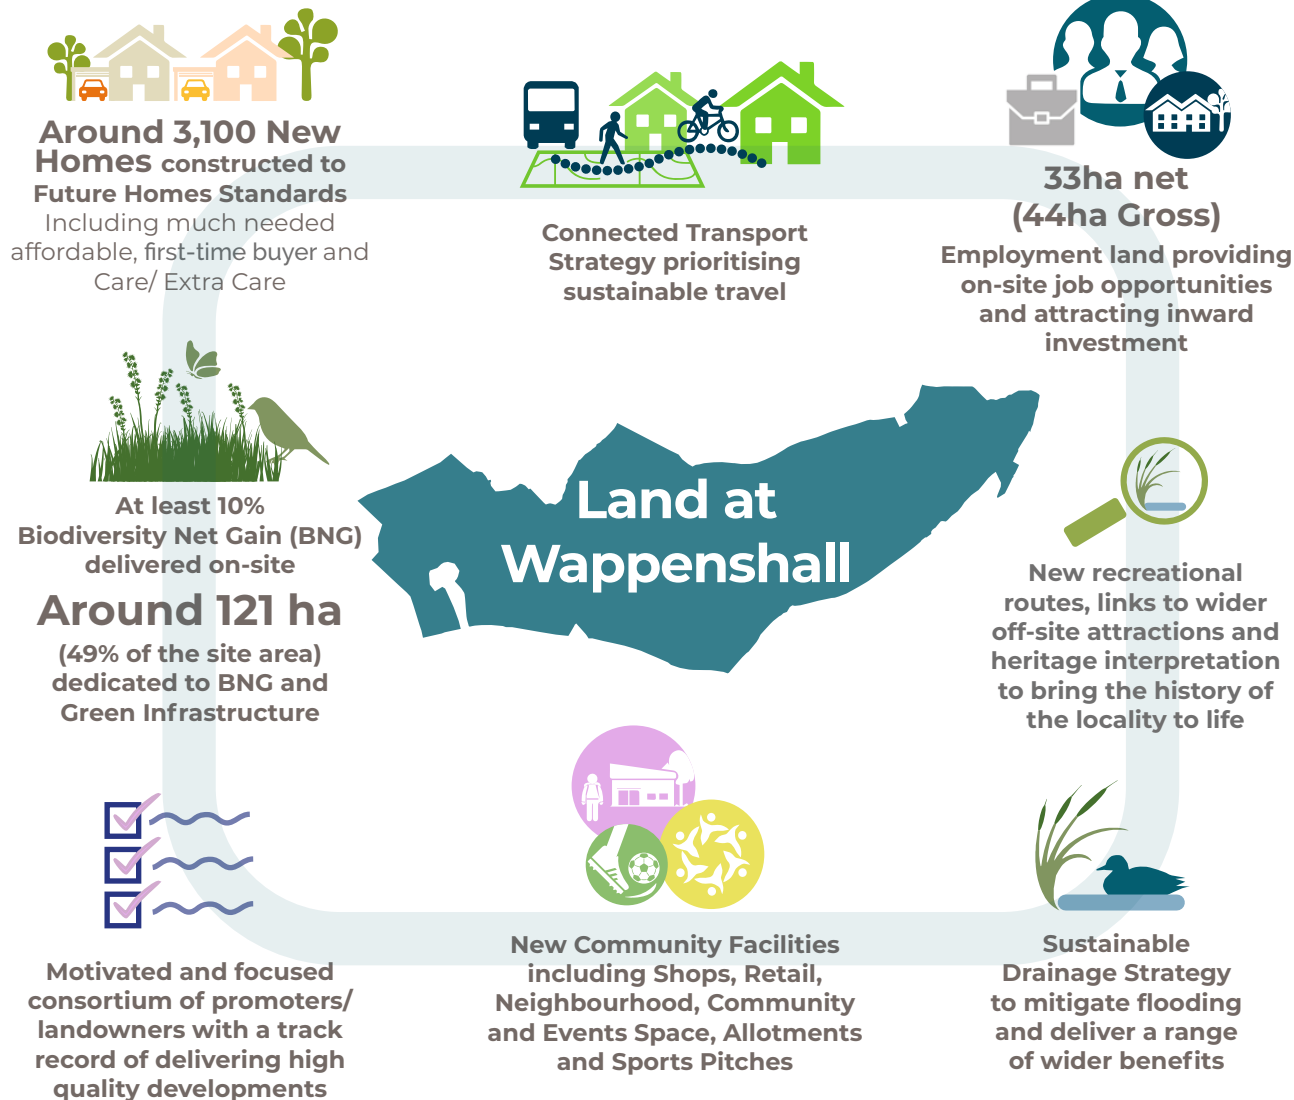 Around 3,100 New
Homes constructed to
Future Homes Standards
Including much needed
affordable, first-time buyer and
Care/ Extra Care
Connected Transport
Strategy prioritising
sustainable travel
33ha net
(44ha Gross)
Employment land providing
on-site job opportunities
and attracting inward
investment
At least 10%
Biodiversity Net Gain (BNG)
delivered on-site
Around 121 ha
(49% of the site area)
dedicated to BNG and
Green Infrastructure
Land at
Wappenshall
New recreational
routes, links to wider
off-site attractions and
heritage interpretation
to bring the history of
the locality to life
Motivated and focused
consortium of promoters/
landowners with a track
record of delivering high
quality developments
New Community Facilities
including Shops, Retail,
Neighbourhood, Community
and Events Space, Allotments
and Sports Pitches
Sustainable
Drainage Strategy
to mitigate flooding
and deliver a range
of wider benefits